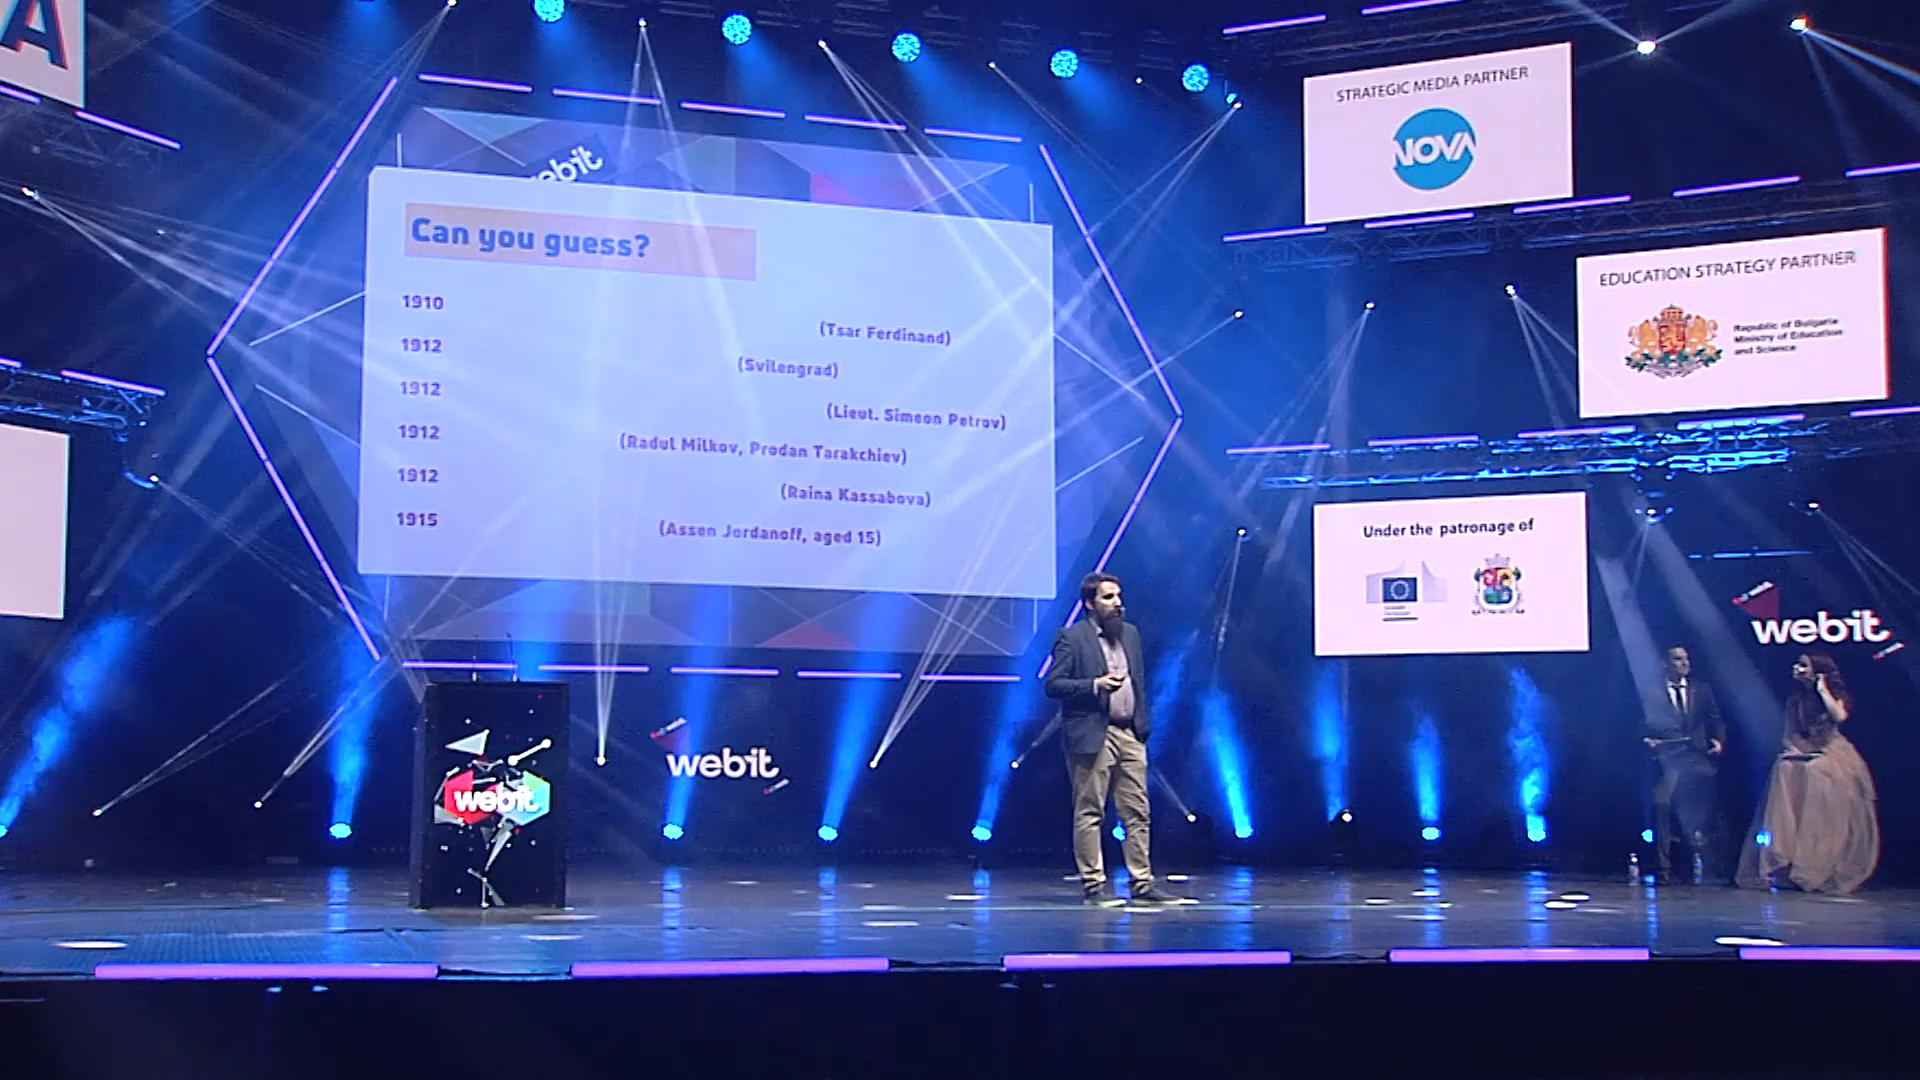 A
ebit
Can you guess?
1910
(Tsar Ferdinand)
1912
(Svilengrad)
1912
(Lieut. Simeon Petrov)
1912
(Radul Milkov, Prodan Tarakchiev)
1912
(Raina Kassabova)
1915
(Assen Jordanoff, aged 15)
STRATEGIC MEDIA PARTNER
NOVA
EDUCATION STRATEGY PARTNER
Republic of Bulgaria
Ministry of Education
and Science
Under the patronage of
webit
webit
webit